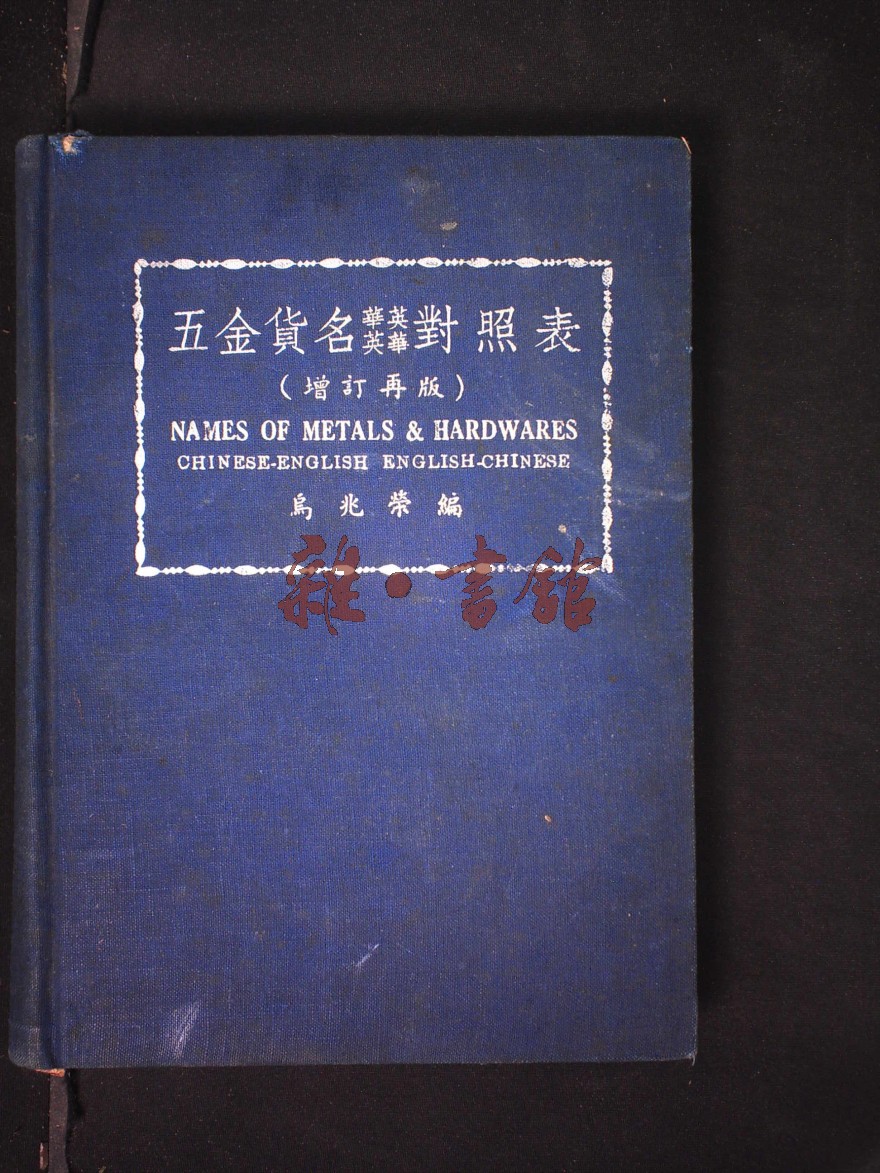 五金貨名華英英華對照表
(增訂再版)
NAMES OF METALS & HARDWARES
CHINESE-ENGLISH ENGLISH-CHINESE
烏兆榮編
雜·書館